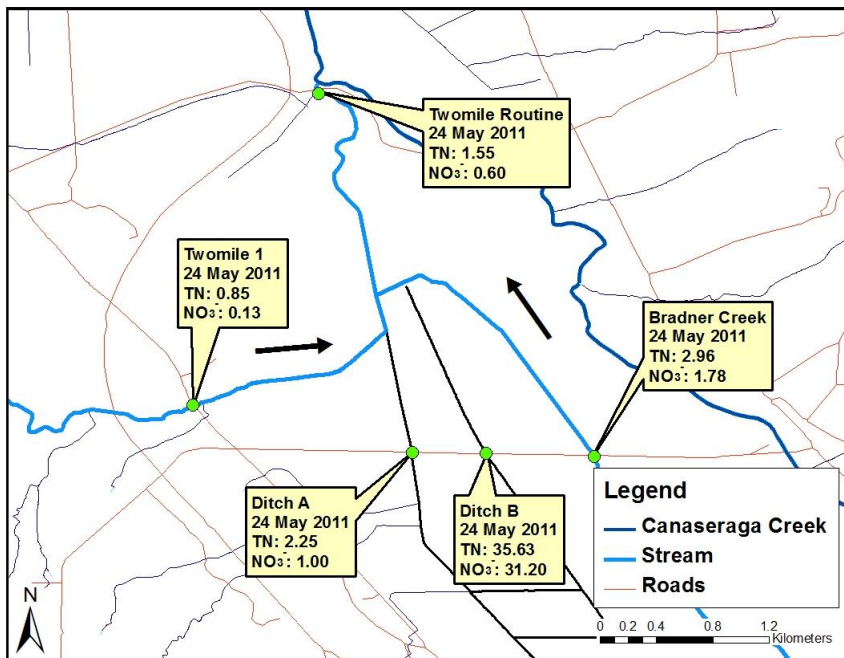 Twomile Routine
24 May 2011
TN: 1.55
NO3⁻: 0.60
Twomile 1
24 May 2011
TN: 0.85
NO3⁻: 0.13
Bradner Creek
24 May 2011
TN: 2.96
NO3⁻: 1.78
Ditch A
24 May 2011
TN: 2.25
NO3⁻: 1.00
Ditch B
24 May 2011
TN: 35.63
NO3⁻: 31.20
Legend
Canaseraga Creek
Stream
Roads
N
0 0.2 0.4 0.8 1.2
Kilometers